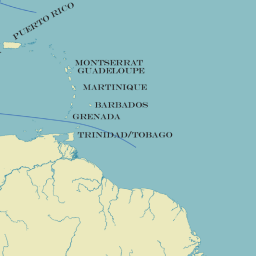 PUERTO RICO
MONTSERRAT
GUADELOUPE
MARTINIQUE
BARBADOS
GRENADA
TRINIDAD/TOBAGO